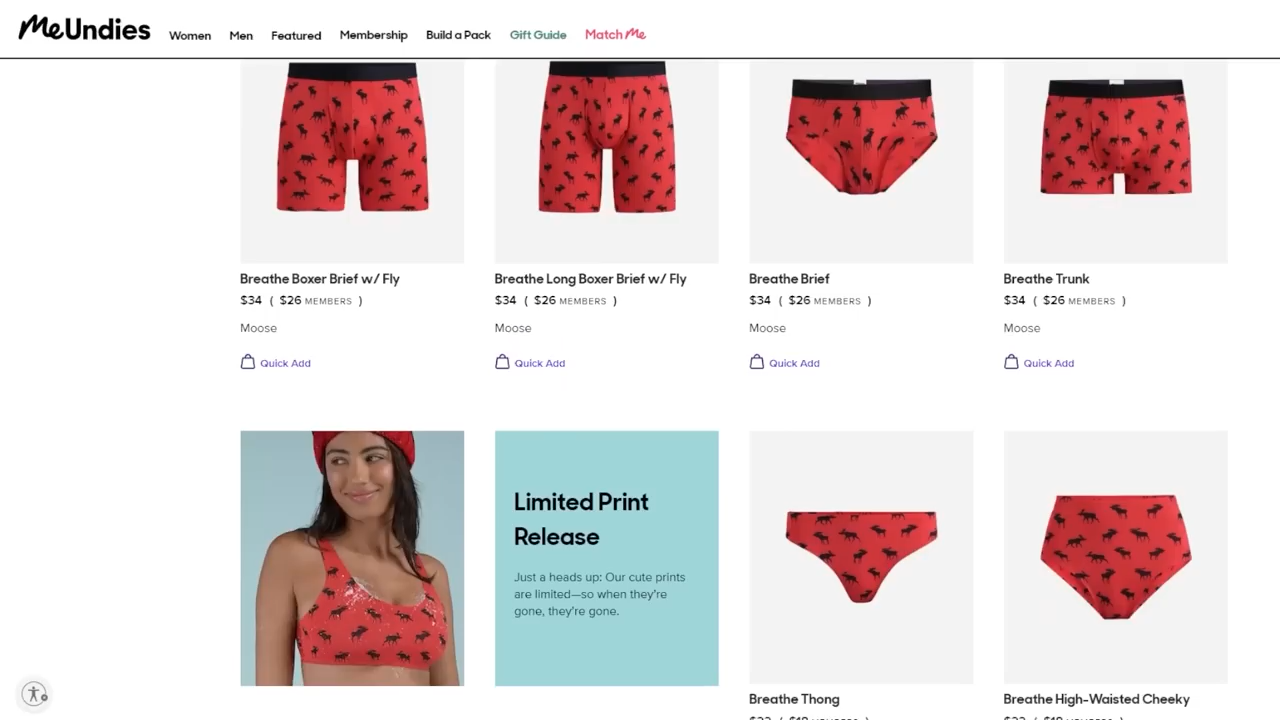 MeUndies
Women Men Featured Membership Build a Pack Gift Guide Match Me
Breathe Boxer Brief w/ Fly
$34 ( $26 MEMBERS )
Moose
Quick Add
Breathe Long Boxer Brief w/ Fly
$34 ( $26 MEMBERS )
Moose
Quick Add
Breathe Brief
$34 ( $26 MEMBERS )
Moose
Quick Add
Breathe Trunk
$34 ( $26 MEMBERS )
Moose
Quick Add
Limited Print
Release
Just a heads up: Our cute prints
are limited—so when they're
gone, they're gone.
Breathe Thong
Breathe High-Waisted Cheeky